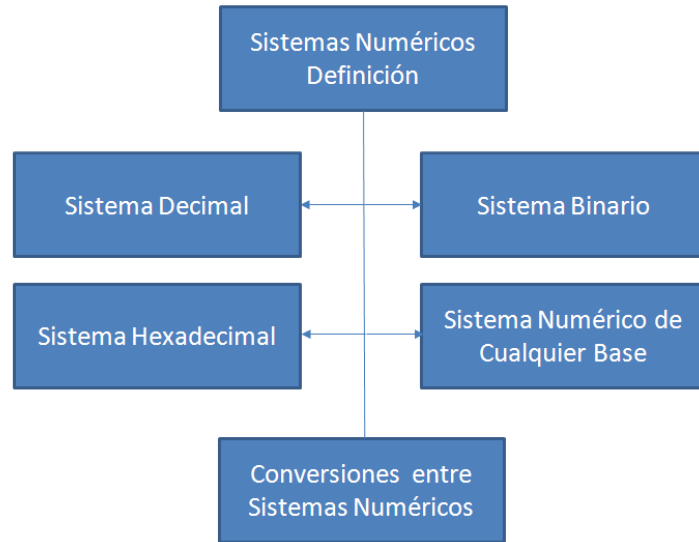 Sistemas Numéricos
Definición
Sistema Decimal
Sistema Binario
Sistema Hexadecimal
Sistema Numérico de
Cualquier Base
Conversiones entre
Sistemas Numéricos